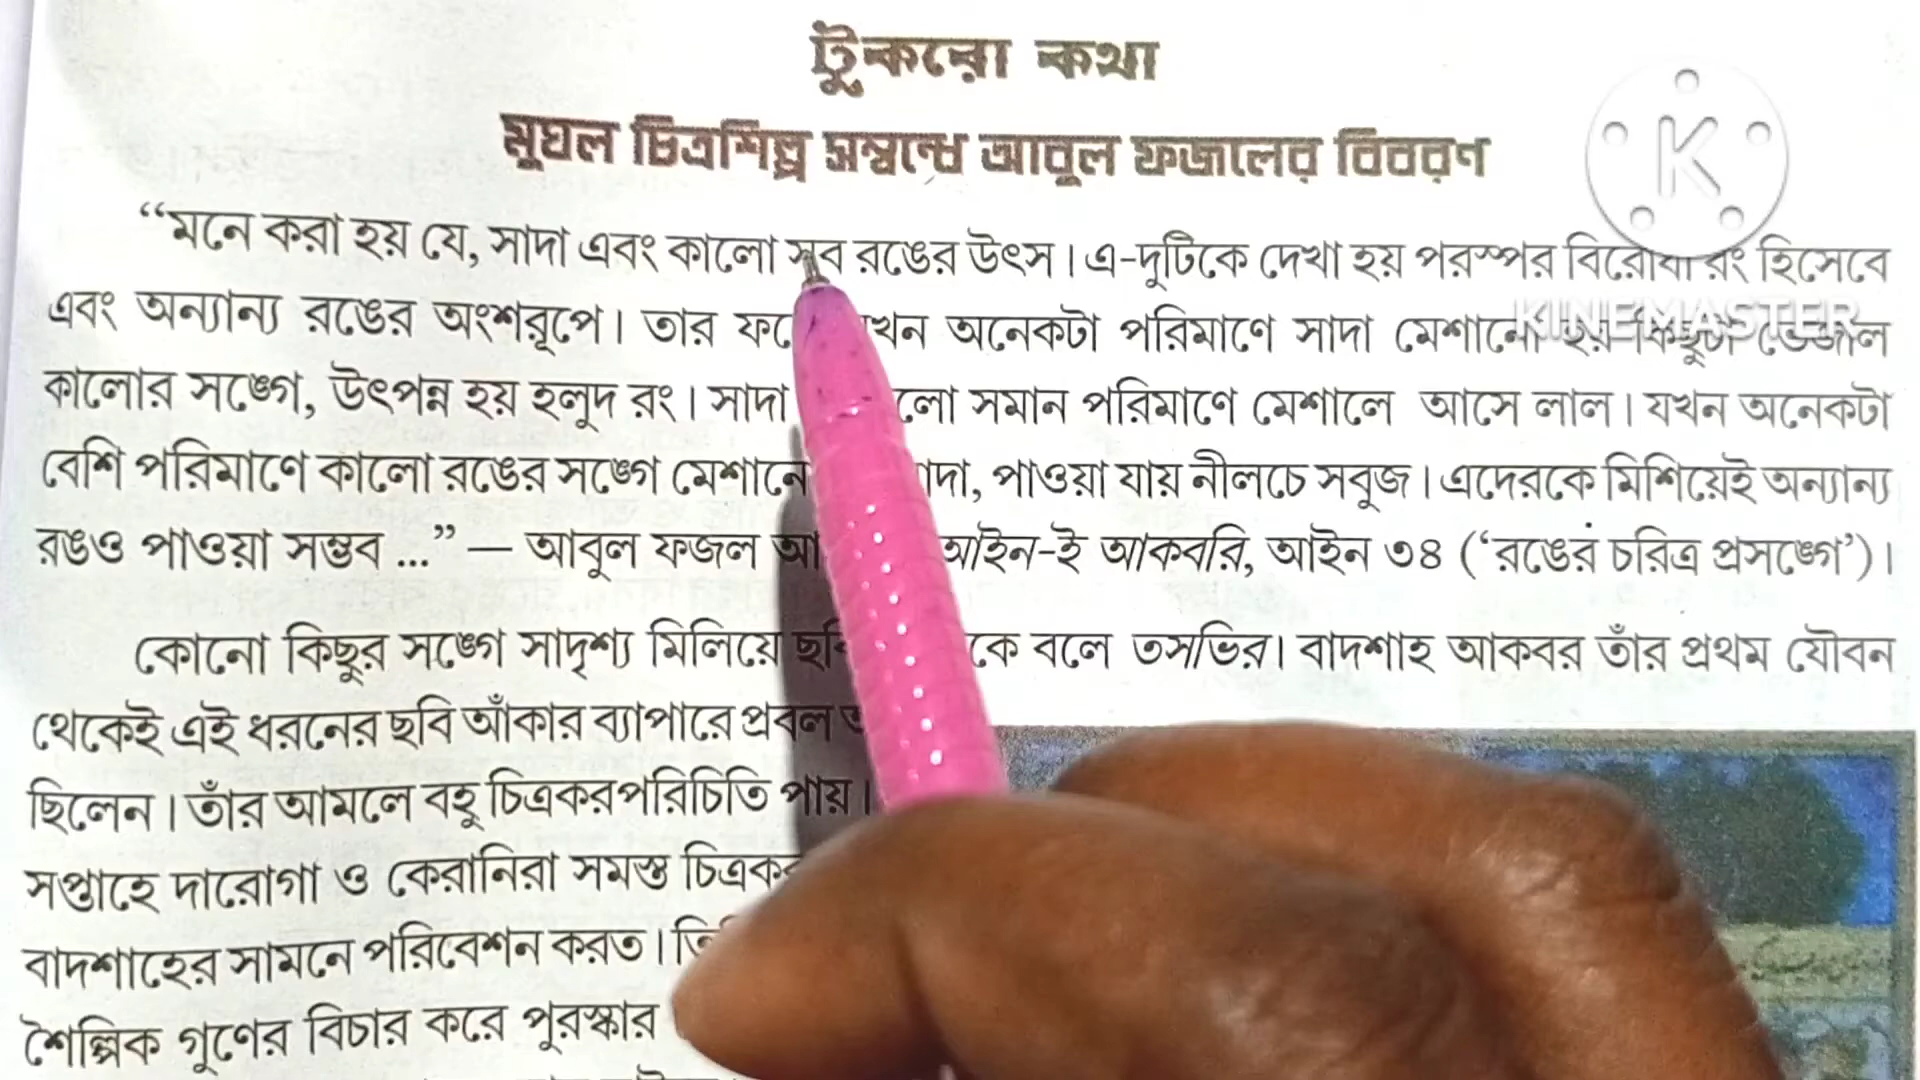 টুকরো কথা
মুঘল চিত্রশিল্প সম্বন্ধে আবুল ফজলের বিবরণ
“মনে করা হয় যে, সাদা এবং কালো সব রঙের উৎস। এ-দুটিকে দেখা হয় পরস্পর বিরোধী রং হিসেবে
এবং অন্যান্য রঙের অংশরূপে। তার যখন অনেকটা পরিমাণে সাদা মেশানো হয় কিছুটা ভেজাল
কালোর সঙ্গে, উৎপন্ন হয় হলুদ রং। সাদা সমান পরিমাণে মেশালে আসে লাল। যখন অনেকটা
বেশি পরিমাণে কালো রঙের সঙ্গে পাওয়া যায় নীলচে সবুজ। এদেরকে মিশিয়েই অন্যান্য
রঙও পাওয়া সম্ভব ...” — আবুল ফজল আইন-ই আকবরি, আইন ৩৪ (‘রঙের চরিত্র প্রসঙ্গে’)।
কোনো কিছুর সঙ্গে সাদৃশ্য মিলিয়ে বলে তসভির। বাদশাহ আকবর তাঁর প্রথম যৌবন
থেকেই এই ধরনের ছবি আঁকার ব্যাপারে প্রবল
ছিলেন। তাঁর আমলে বহু চিত্রকর পরিচিতি পায়।
সপ্তাহে দারোগা ও কেরানিরা সমস্ত
বাদশাহের সামনে পরিবেশন করত।
শৈল্পিক গুণের বিচার করে পুরস্কার
KINEMASTER